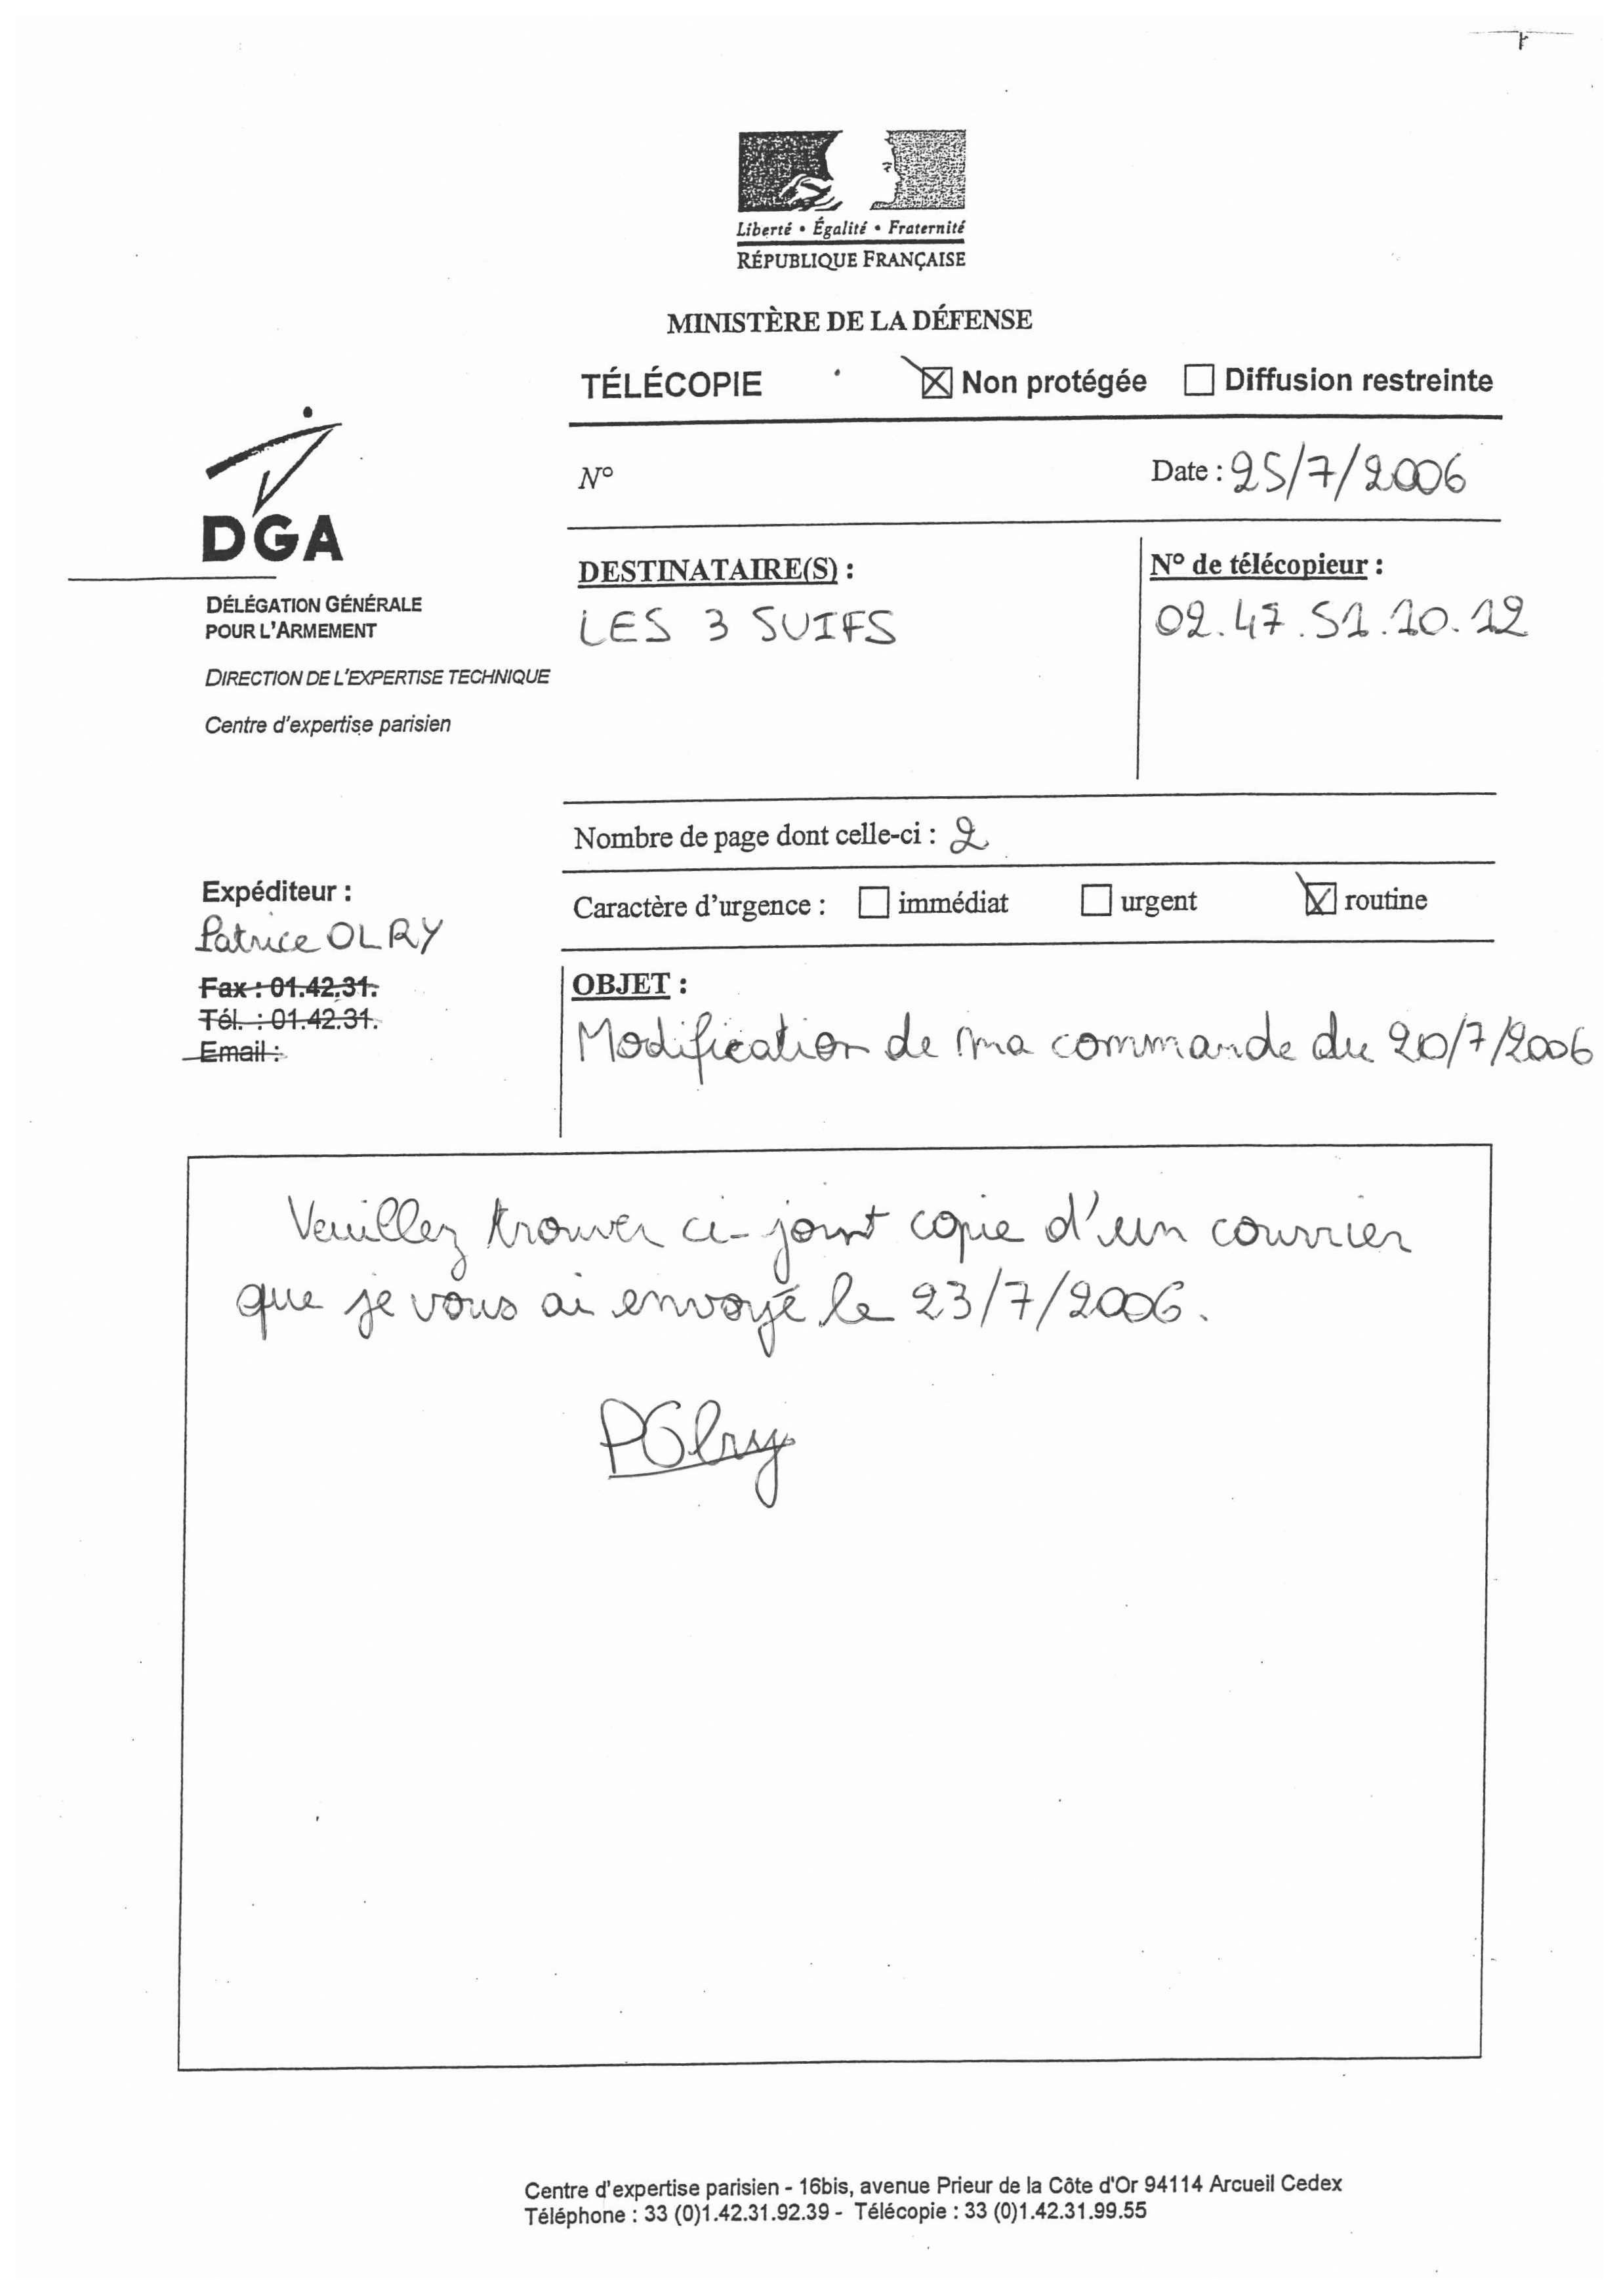 Liberté • Égalité • Fraternité
RÉPUBLIQUE FRANÇAISE
MINISTÈRE DE LA DÉFENSE
TÉLÉCOPIE Non protégée Diffusion restreinte
N° Date : 25/7/2006
DGA
DÉLÉGATION GÉNÉRALE
POUR L'ARMEMENT
DIRECTION DE L'EXPERTISE TECHNIQUE
Centre d'expertise parisien
DESTINATAIRE(S) :
LES 3 SUIFS
N° de télécopieur :
02.47.51.10.12
Nombre de page dont celle-ci : 2
Caractère d'urgence : immédiat urgent routine
Expéditeur :
Patrice OLRY
Fax : 01.42.31.
Tél. : 01.42.31.
Email :
OBJET :
Modification de ma commande du 20/7/2006
Veuillez trouver ci-joint copie d'un courrier
que je vous ai envoyé le 23/7/2006.
POlry
Centre d'expertise parisien - 16bis, avenue Prieur de la Côte d'Or 94114 Arcueil Cedex
Téléphone : 33 (0)1.42.31.92.39 - Télécopie : 33 (0)1.42.31.99.55